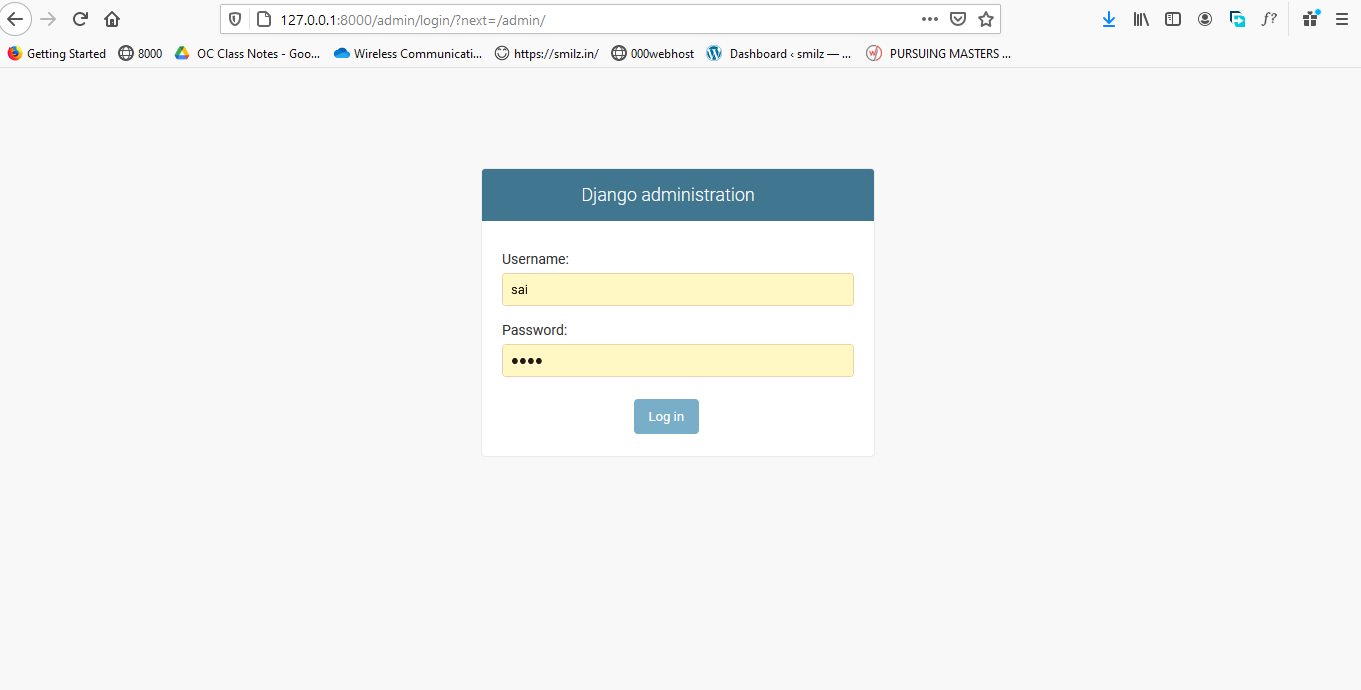 127.0.0.1:8000/admin/login/?next=/admin/
Getting Started 8000 OC Class Notes - Goo... Wireless Communicati... https://smilz.in/ 000webhost Dashboard ‹ smilz — ... PURSUING MASTERS ...
Django administration
Username:
sai
Password:
••••
Log in